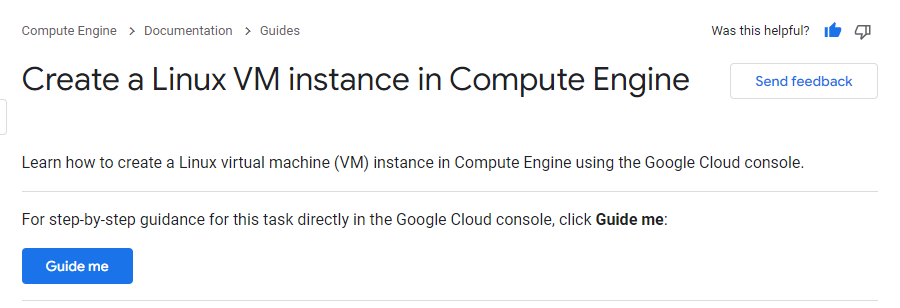 Compute Engine > Documentation > Guides
Was this helpful?
Create a Linux VM instance in Compute Engine
Send feedback
Learn how to create a Linux virtual machine (VM) instance in Compute Engine using the Google Cloud console.
For step-by-step guidance for this task directly in the Google Cloud console, click Guide me:
Guide me